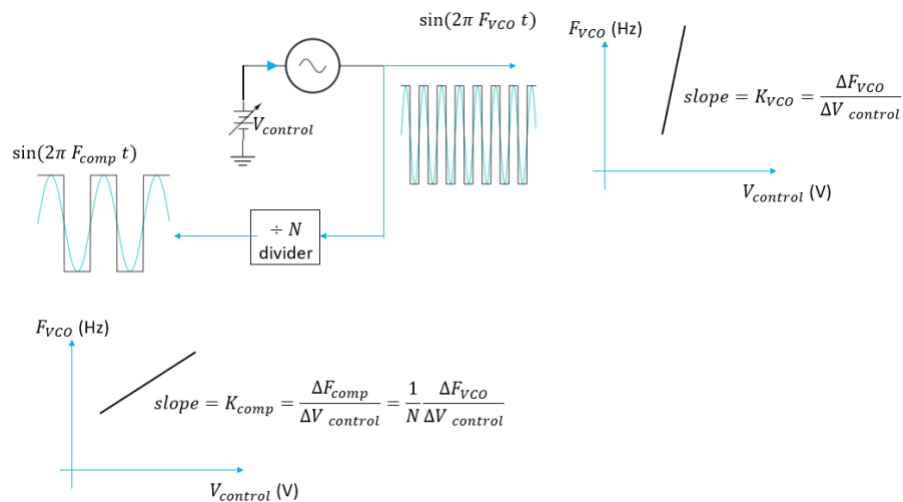 sin(2π F_VCO t)
F_VCO (Hz)
slope = K_VCO = ΔF_VCO / ΔV control
V_control (V)
V_control
sin(2π F_comp t)
÷ N
divider
F_VCO (Hz)
slope = K_comp = ΔF_comp / ΔV control = 1/N ΔF_VCO / ΔV control
V_control (V)